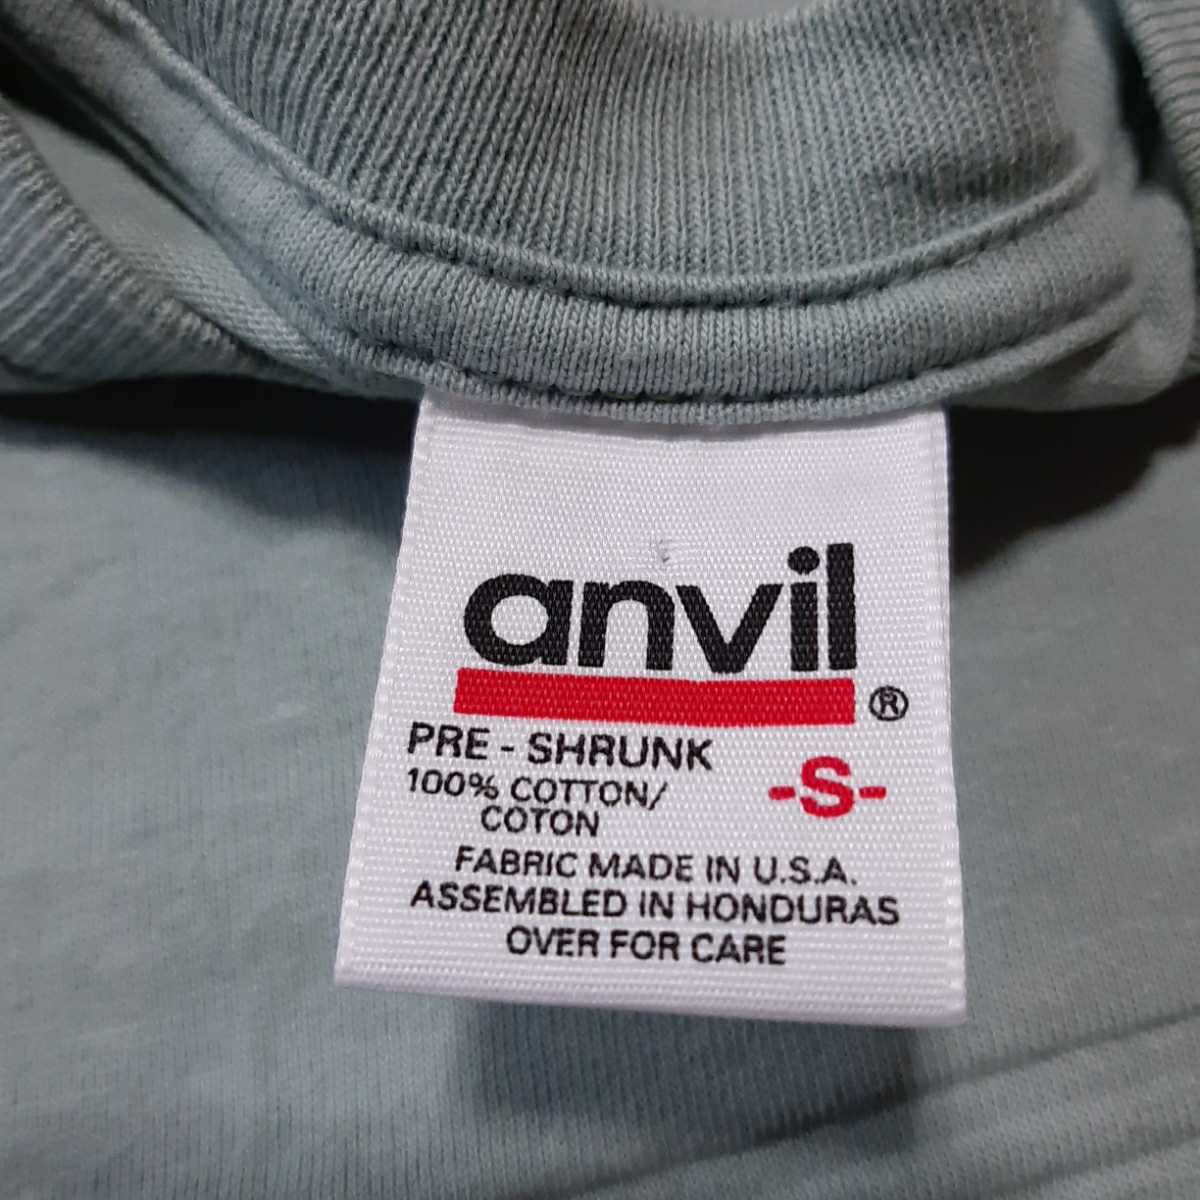 anvil ®
PRE - SHRUNK
-S-
100% COTTON/
COTON
FABRIC MADE IN U.S.A.
ASSEMBLED IN HONDURAS
OVER FOR CARE